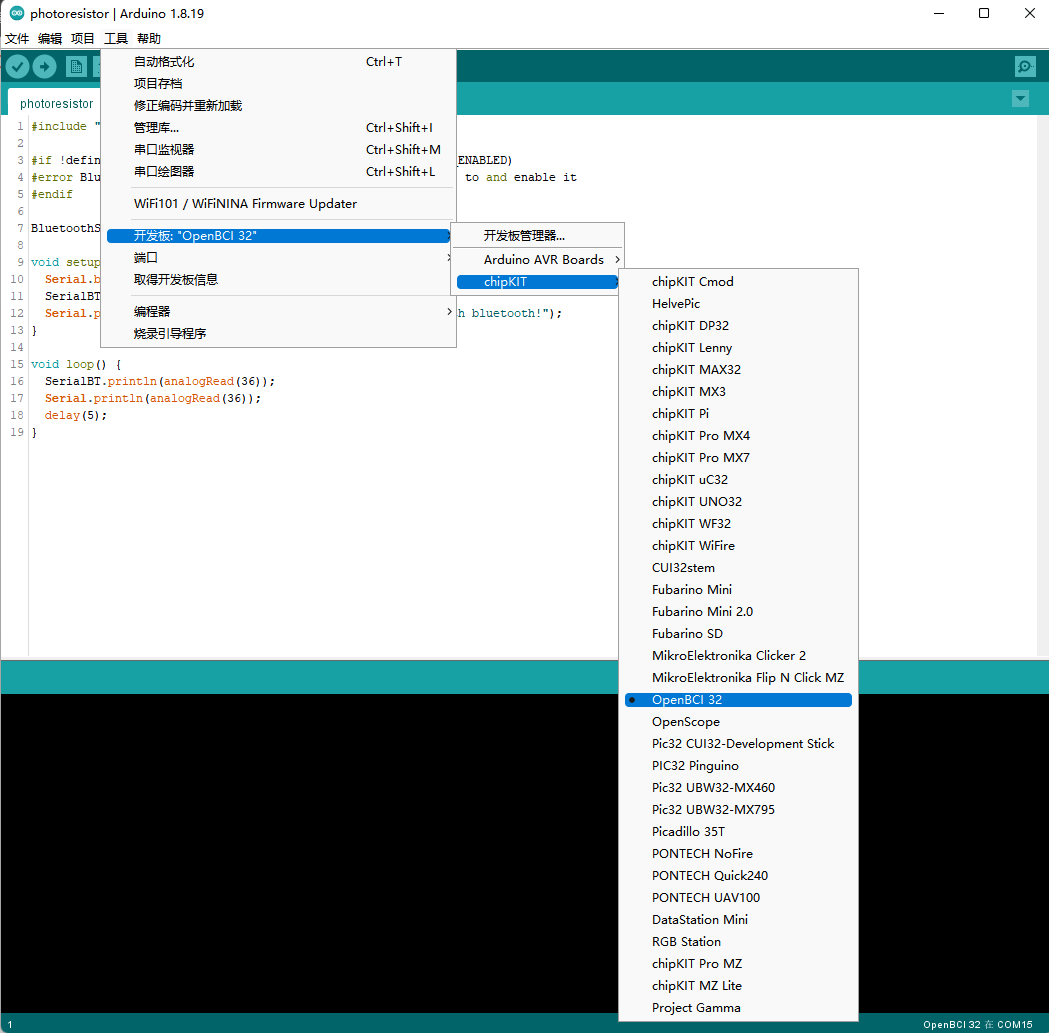 photoresistor | Arduino 1.8.19
文件 编辑 项目 工具 帮助
自动格式化 Ctrl+T
项目存档
修正编码并重新加载
管理库... Ctrl+Shift+I
串口监视器 Ctrl+Shift+M
串口绘图器 Ctrl+Shift+L
WiFi101 / WiFiNINA Firmware Updater
开发板: "OpenBCI 32"
端口
取得开发板信息
编程器
烧录引导程序
开发板管理器...
Arduino AVR Boards
chipKIT
chipKIT Cmod
HelvePic
chipKIT DP32
chipKIT Lenny
chipKIT MAX32
chipKIT MX3
chipKIT Pi
chipKIT Pro MX4
chipKIT Pro MX7
chipKIT uC32
chipKIT UNO32
chipKIT WF32
chipKIT WiFire
CUI32stem
Fubarino Mini
Fubarino Mini 2.0
Fubarino SD
MikroElektronika Clicker 2
MikroElektronika Flip N Click MZ
OpenBCI 32
OpenScope
Pic32 CUI32-Development Stick
PIC32 Pinguino
Pic32 UBW32-MX460
Pic32 UBW32-MX795
Picadillo 35T
PONTECH NoFire
PONTECH Quick240
PONTECH UAV100
DataStation Mini
RGB Station
chipKIT Pro MZ
chipKIT MZ Lite
Project Gamma
photoresistor
1 #include "
2
3 #if !defin ENABLED)
4 #error Blu to and enable it
5 #endif
6
7 BluetoothS
8
9 void setup
10 Serial.b
11 SerialBT
12 Serial.p h bluetooth!");
13 }
14
15 void loop() {
16 SerialBT.println(analogRead(36));
17 Serial.println(analogRead(36));
18 delay(5);
19 }
1 OpenBCI 32 在 COM15